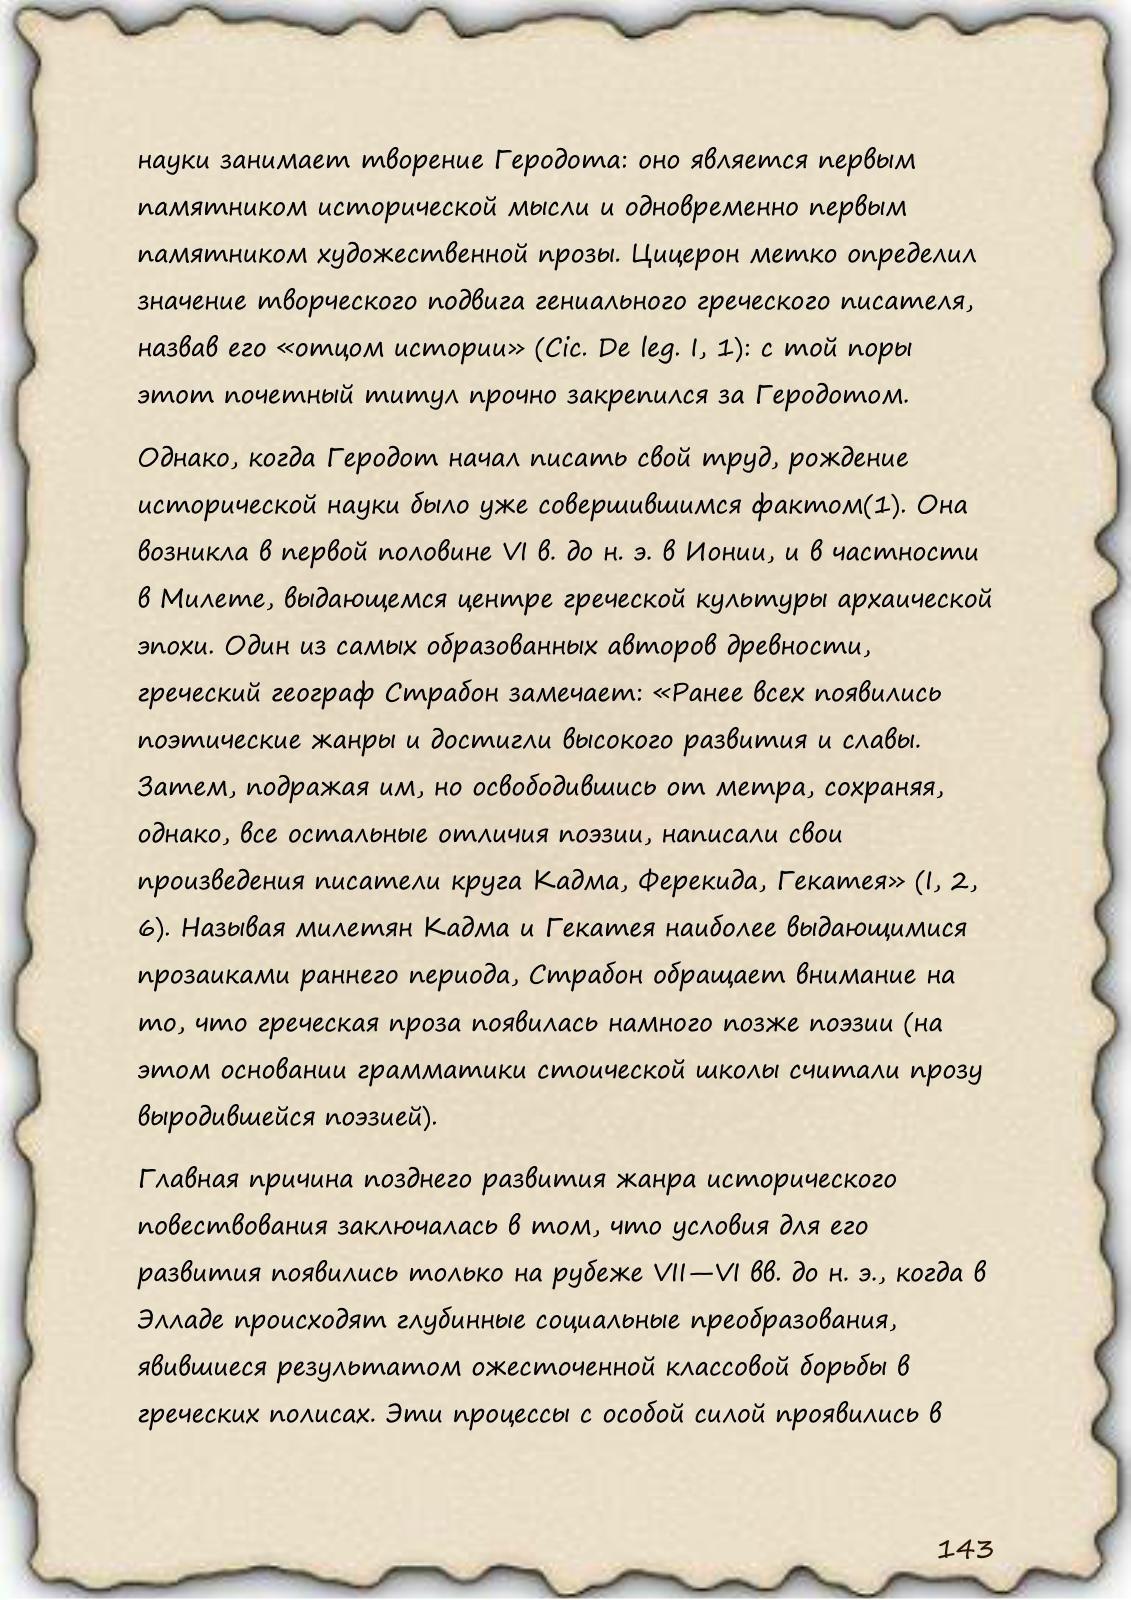 науки занимает творение Геродота: оно является первым
памятником исторической мысли и одновременно первым
памятником художественной прозы. Цицерон метко определил
значение творческого подвига гениального греческого писателя,
назвав его «отцом истории» (Cic. De leg. I, 1): с той поры
этот почетный титул прочно закрепился за Геродотом.
Однако, когда Геродот начал писать свой труд, рождение
исторической науки было уже совершившимся фактом(1). Она
возникла в первой половине VI в. до н. э. в Ионии, и в частности
в Милете, выдающемся центре греческой культуры архаической
эпохи. Один из самых образованных авторов древности,
греческий географ Страбон замечает: «Ранее всех появились
поэтические жанры и достигли высокого развития и славы.
Затем, подражая им, но освободившись от метра, сохраняя,
однако, все остальные отличия поэзии, написали свои
произведения писатели круга Кадма, Ферекида, Гекатея» (I, 2,
6). Называя милетян Кадма и Гекатея наиболее выдающимися
прозаиками раннего периода, Страбон обращает внимание на
то, что греческая проза появилась намного позже поэзии (на
этом основании грамматики стоической школы считали прозу
выродившейся поэзией).
Главная причина позднего развития жанра исторического
повествования заключалась в том, что условия для его
развития появились только на рубеже VII—VI вв. до н. э., когда в
Элладе происходят глубинные социальные преобразования,
явившиеся результатом ожесточенной классовой борьбы в
греческих полисах. Эти процессы с особой силой проявились в
143